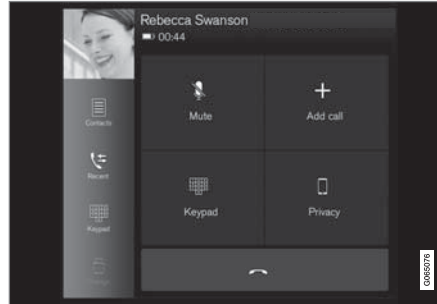 Rebecca Swanson
00:44
Contacts
Recent
Keypad
Mute
Add call
Keypad
Privacy
G065076